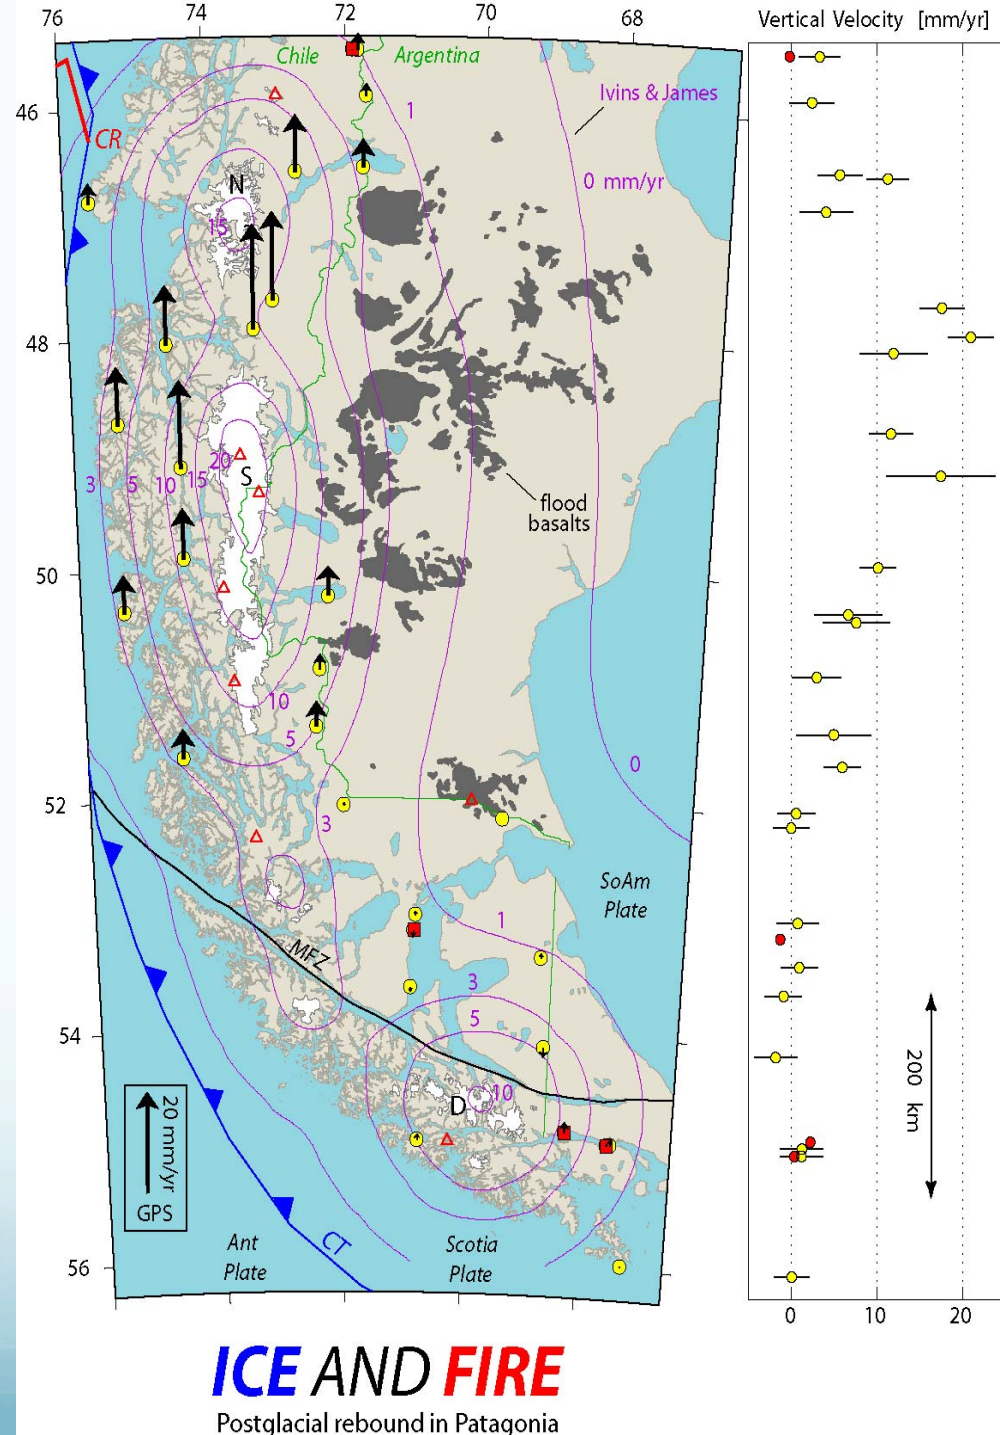 76 74 72 70 68
Vertical Velocity [mm/yr]
Chile Argentina
Ivins & James
1
46
CR
0 mm/yr
N
15
48
20
S
3 5 10 15
flood
basalts
50
10
5
0
52
3
SoAm
Plate
1
MFZ
3
5
54
10
D
200 km
20 mm/yr
GPS
CT
Ant
Plate
Scotia
Plate
56
0 10 20
ICE AND FIRE
Postglacial rebound in Patagonia